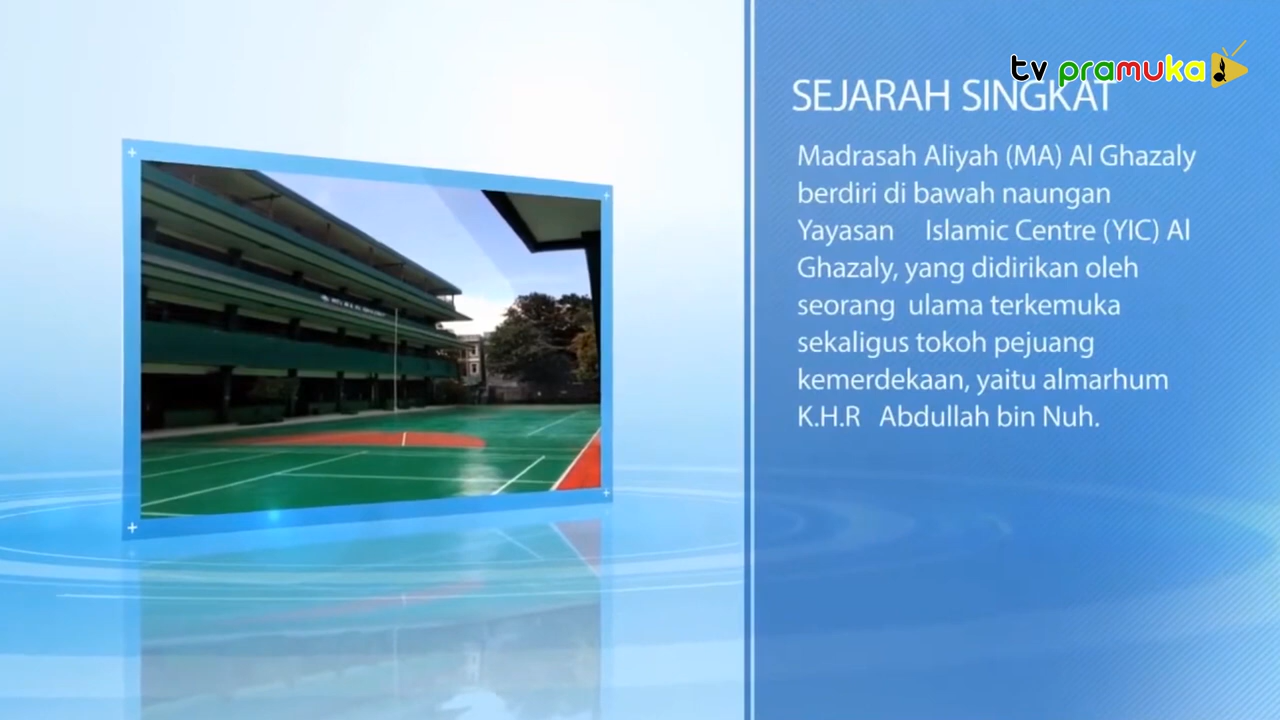 tv pramuka
SEJARAH SINGKAT
Madrasah Aliyah (MA) Al Ghazaly
berdiri di bawah naungan
Yayasan Islamic Centre (YIC) Al
Ghazaly, yang didirikan oleh
seorang ulama terkemuka
sekaligus tokoh pejuang
kemerdekaan, yaitu almarhum
K.H.R Abdullah bin Nuh.